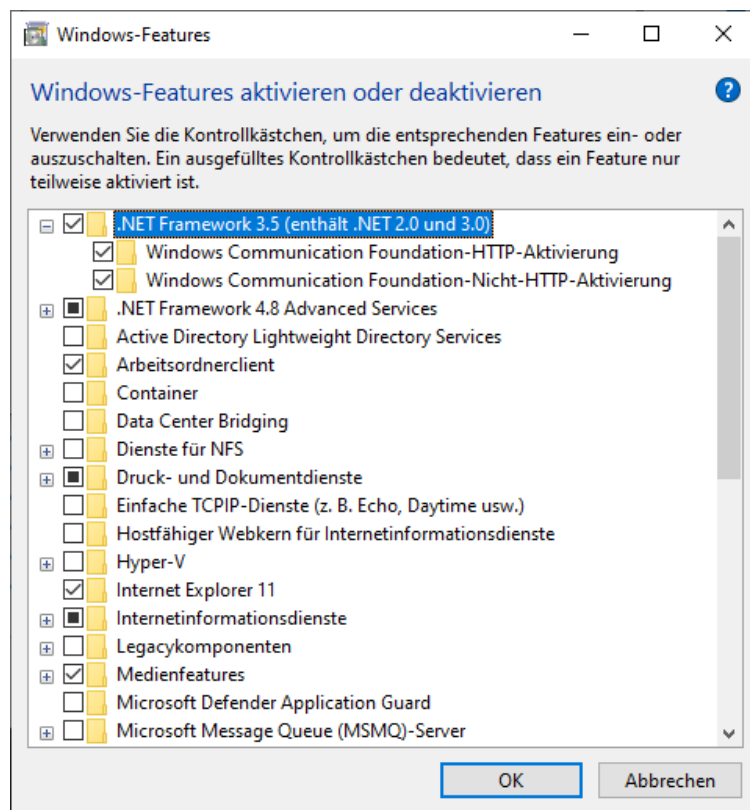 Windows-Features
Windows-Features aktivieren oder deaktivieren
?
Verwenden Sie die Kontrollkästchen, um die entsprechenden Features ein- oder
auszuschalten. Ein ausgefülltes Kontrollkästchen bedeutet, dass ein Feature nur
teilweise aktiviert ist.
.NET Framework 3.5 (enthält .NET 2.0 und 3.0)
Windows Communication Foundation-HTTP-Aktivierung
Windows Communication Foundation-Nicht-HTTP-Aktivierung
.NET Framework 4.8 Advanced Services
Active Directory Lightweight Directory Services
Arbeitsordnerclient
Container
Data Center Bridging
Dienste für NFS
Druck- und Dokumentdienste
Einfache TCPIP-Dienste (z. B. Echo, Daytime usw.)
Hostfähiger Webkern für Internetinformationsdienste
Hyper-V
Internet Explorer 11
Internetinformationsdienste
Legacykomponenten
Medienfeatures
Microsoft Defender Application Guard
Microsoft Message Queue (MSMQ)-Server
OK
Abbrechen